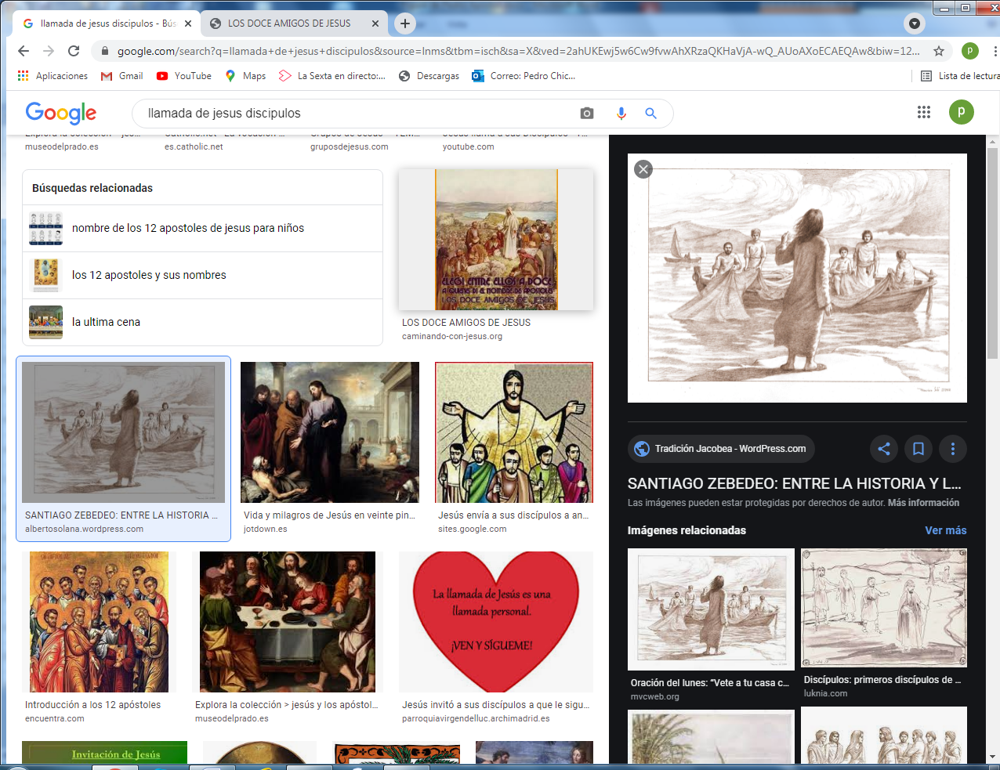 llamada de jesus discipulos - Bús
LOS DOCE AMIGOS DE JESUS
google.com/search?q=llamada+de+jesus+discipulos&source=lnms&tbm=isch&sa=X&ved=2ahUKEwj5w6Cw9fvwAhXRzaQKHaVjA-wQ_AUoAXoECAEQAw&biw=12...
p
Aplicaciones
Gmail
YouTube
Maps
La Sexta en directo:...
Descargas
Correo: Pedro Chic...
Lista de lectura
Google
llamada de jesus discipulos
p
museodelprado.es
es.catholic.net
gruposdejesus.com
youtube.com
Búsquedas relacionadas
nombre de los 12 apostoles de jesus para niños
los 12 apostoles y sus nombres
la ultima cena
ELEGI ENTRE ELLOS A DOCE
A QUIENES DI EL NOMBRE DE APOSTOLES
LOS DOCE AMIGOS DE JESUS
LOS DOCE AMIGOS DE JESUS
caminando-con-jesus.org
SANTIAGO ZEBEDEO: ENTRE LA HISTORIA ...
albertosolana.wordpress.com
Vida y milagros de Jesús en veinte pin...
jotdown.es
Jesús envía a sus discípulos a an...
sites.google.com
La llamada de Jesús es una
llamada personal.
¡VEN Y SÍGUEME!
Introducción a los 12 apóstoles
encuentra.com
Explora la colección > jesús y los apóstol...
museodelprado.es
Jesús invitó a sus discípulos a que le sigu...
parroquiavirgendelluc.archimadrid.es
Invitación de Jesús
Tradición Jacobea - WordPress.com
SANTIAGO ZEBEDEO: ENTRE LA HISTORIA Y L...
Las imágenes pueden estar protegidas por derechos de autor. Más información
Imágenes relacionadas
Ver más
Oración del lunes: “Vete a tu casa c...
mvcweb.org
Discípulos: primeros discípulos de ...
luknia.com